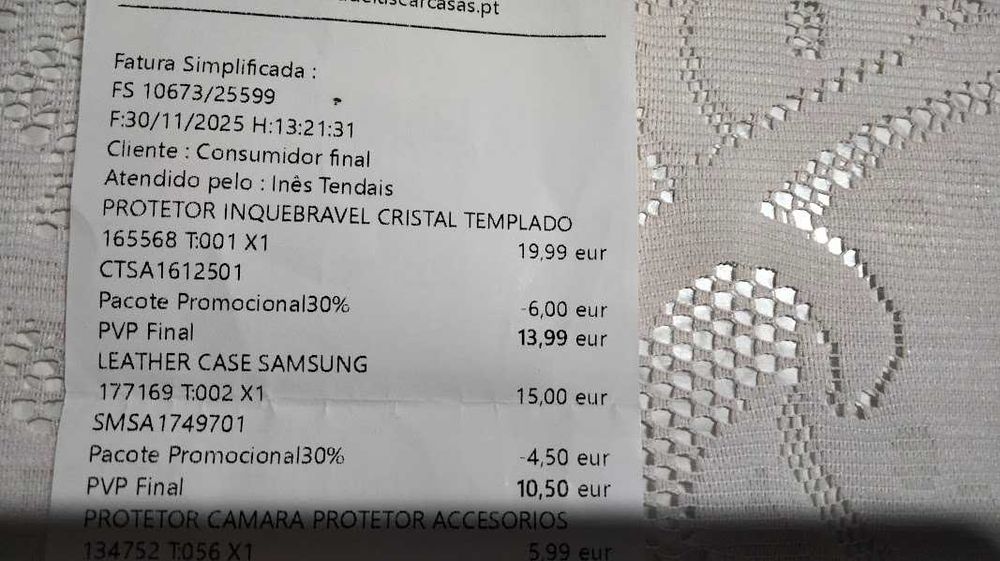 Fatura Simplificada :
FS 10673/25599
F:30/11/2025 H:13:21:31
Cliente : Consumidor final
Atendido pelo : Inês Tendais
PROTETOR INQUEBRAVEL CRISTAL TEMPLADO
165568 T:001 X1 19,99 eur
CTSA1612501
Pacote Promocional30% -6,00 eur
PVP Final 13,99 eur
LEATHER CASE SAMSUNG
177169 T:002 X1 15,00 eur
SMSA1749701
Pacote Promocional30% -4,50 eur
PVP Final 10,50 eur
PROTETOR CAMARA PROTETOR ACCESORIOS
134752 T:056 X1 5,99 eur